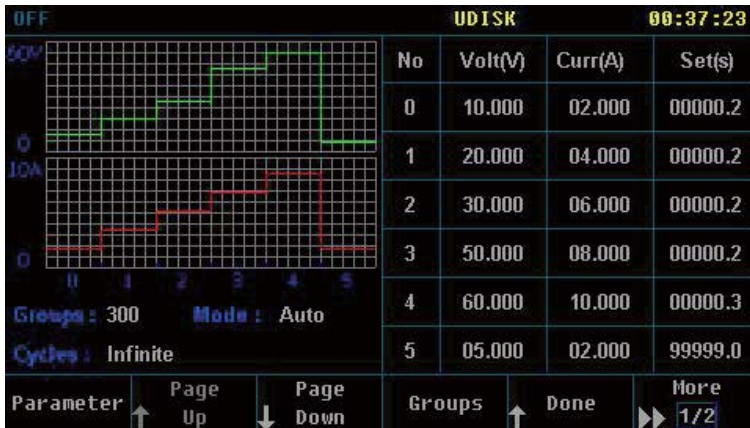 OFF UDISK 00:37:23
60V
0
10A
0
0 1 2 3 4 5
Groups : 300 Mode : Auto
Cycles : Infinite
No Volt(V) Curr(A) Set(s)
0 10.000 02.000 00000.2
1 20.000 04.000 00000.2
2 30.000 06.000 00000.2
3 50.000 08.000 00000.2
4 60.000 10.000 00000.3
5 05.000 02.000 99999.0
Parameter
Page
Up
Page
Down
Groups
Done
More
1/2